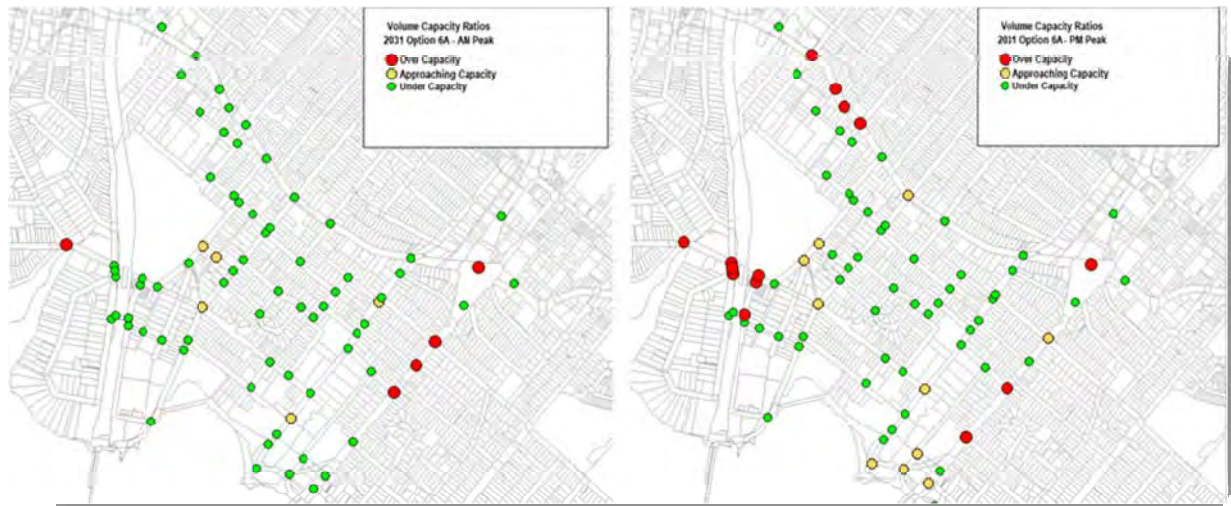 Volume Capacity Ratios
2031 Option 6A - AM Peak
Over Capacity
Approaching Capacity
Under Capacity
Volume Capacity Ratios
2031 Option 6A - PM Peak
Over Capacity
Approaching Capacity
Under Capacity